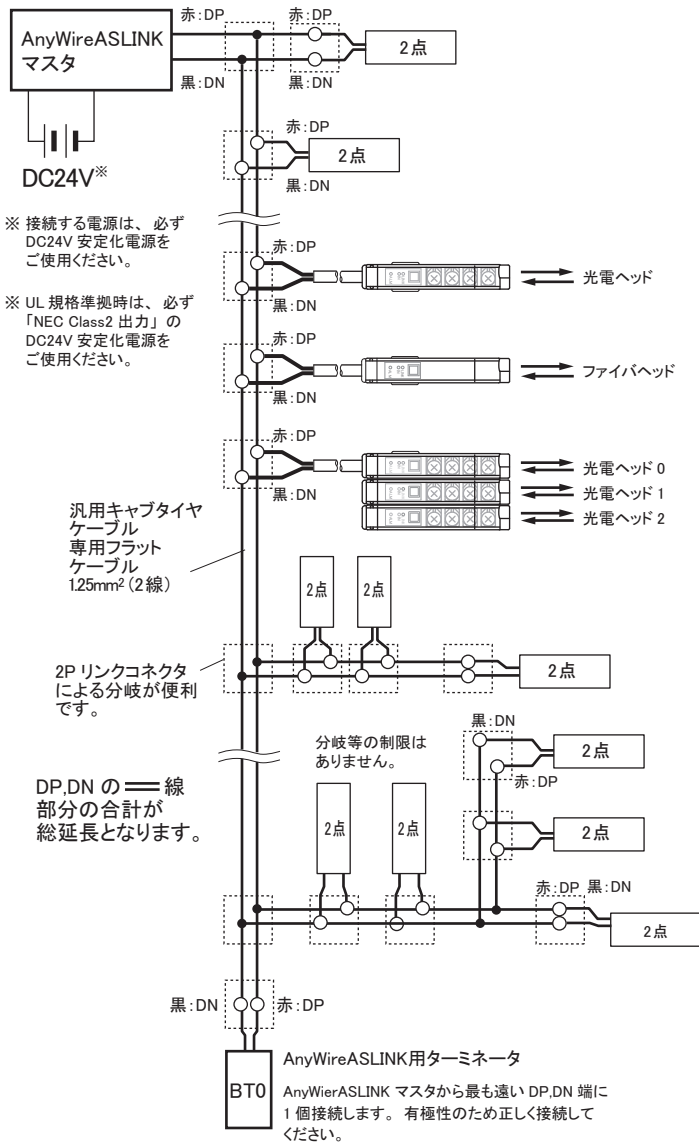 赤:DP
赤:DP
AnyWireASLINK
マスタ
2点
黒:DN
黒:DN
DC24V※
赤:DP
2点
黒:DN
※ 接続する電源は、必ず
DC24V 安定化電源を
ご使用ください。
※ UL 規格準拠時は、必ず
「NEC Class2 出力」の
DC24V 安定化電源を
ご使用ください。
赤:DP
光電ヘッド
黒:DN
赤:DP
ファイバヘッド
黒:DN
赤:DP
光電ヘッド 0
黒:DN
光電ヘッド 1
光電ヘッド 2
汎用キャブタイヤ
ケーブル
専用フラット
ケーブル
1.25mm²(2線)
2点
2点
2P リンクコネクタ
による分岐が便利
です。
2点
分岐等の制限は
ありません。
黒:DN
2点
赤:DP
DP,DN の 線
部分の合計が
総延長となります。
2点
2点
2点
赤:DP 黒:DN
2点
黒:DN
赤:DP
BT0
AnyWireASLINK用ターミネータ
AnyWierASLINK マスタから最も遠い DP,DN 端に
1 個接続します。有極性のため正しく接続して
ください。